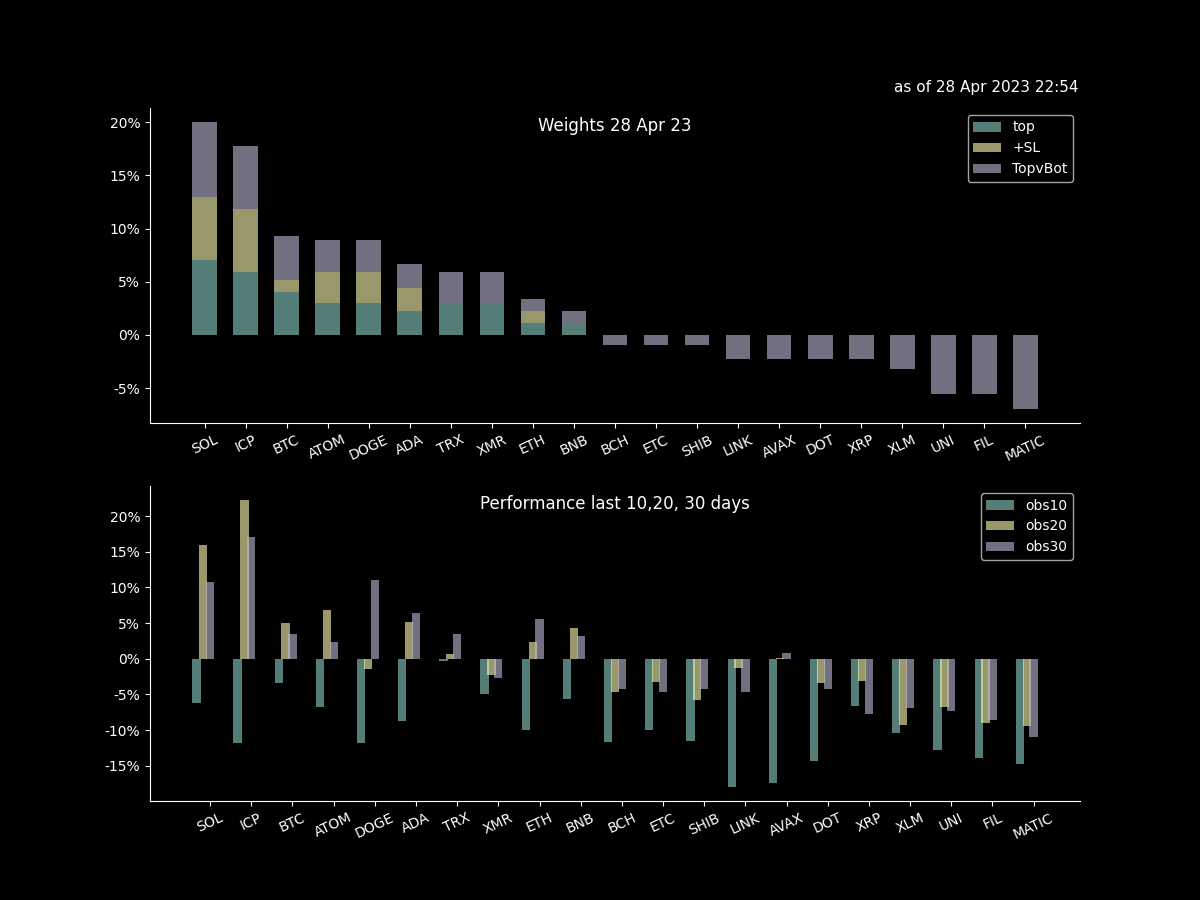 as of 28 Apr 2023 22:54
Weights 28 Apr 23
top
+SL
TopvBot
20%
15%
10%
5%
0%
-5%
SOL ICP BTC ATOM DOGE ADA TRX XMR ETH BNB BCH ETC SHIB LINK AVAX DOT XRP XLM UNI FIL MATIC
Performance last 10,20, 30 days
obs10
obs20
obs30
20%
15%
10%
5%
0%
-5%
-10%
-15%
SOL ICP BTC ATOM DOGE ADA TRX XMR ETH BNB BCH ETC SHIB LINK AVAX DOT XRP XLM UNI FIL MATIC